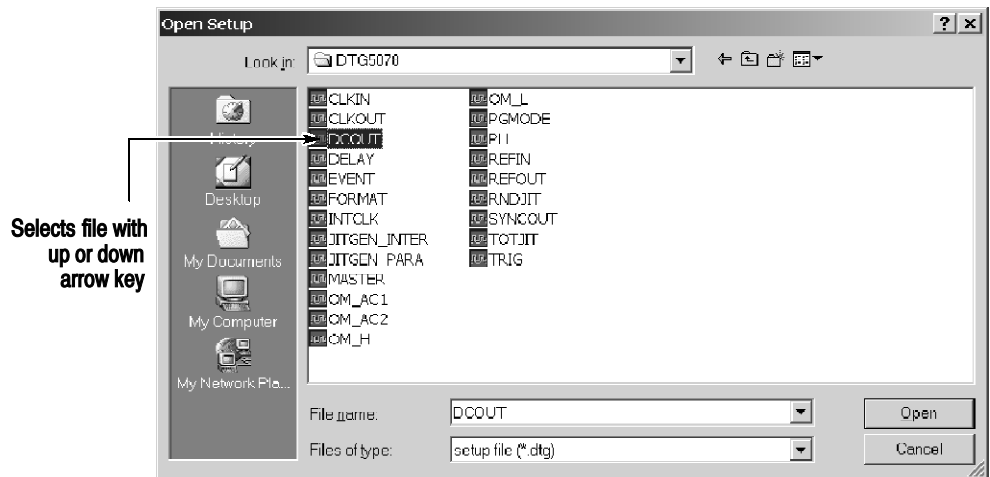 Open Setup
Look in:
DTG5078
History
Desktop
My Documents
My Computer
My Network Pla...
CLKIN
CLKOUT
DCOUT
DELAY
EVENT
FORMAT
INTCLK
JITGEN_INTER
JITGEN_PARA
MASTER
OM_AC1
OM_AC2
OM_H
OM_L
PGMODE
PLL
REFIN
REFOUT
RNDJIT
SYNCOUT
TOTJIT
TRIG
Selects file with
up or down
arrow key
File name:
DCOUT
Open
Files of type:
setup file (*.dtg)
Cancel